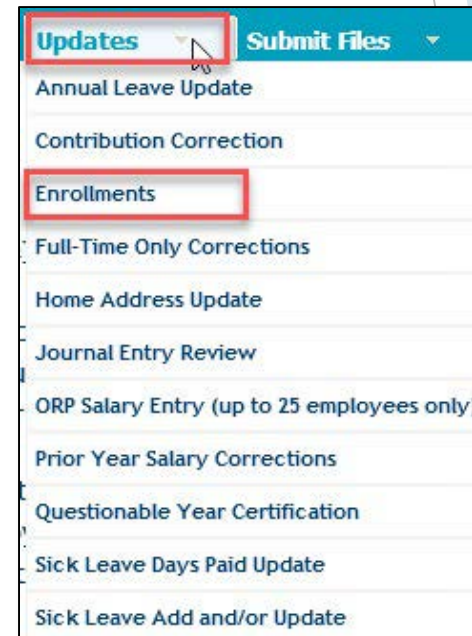 Updates Submit Files
Annual Leave Update
Contribution Correction
Enrollments
Full-Time Only Corrections
Home Address Update
Journal Entry Review
ORP Salary Entry (up to 25 employees only
Prior Year Salary Corrections
Questionable Year Certification
Sick Leave Days Paid Update
Sick Leave Add and/or Update